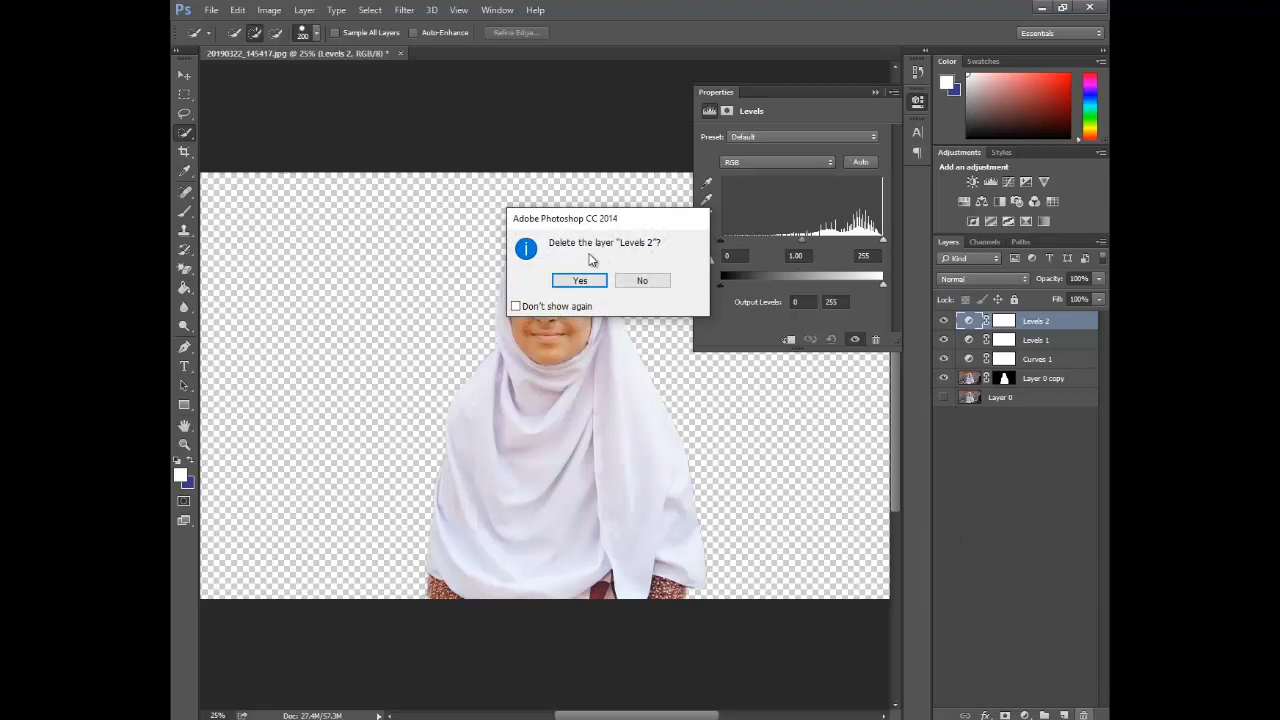 Ps File Edit Image Layer Type Select Filter 3D View Window Help
200 Sample All Layers Auto-Enhance Refine Edge... Essentials
20190322_145417.jpg @ 25% (Levels 2, RGB/8) * ×
Color Swatches
Properties
Levels
Preset: Default
RGB Auto
0 1.00 255
Output Levels: 0 255
Adobe Photoshop CC 2014
Delete the layer "Levels 2"?
Yes No
Don't show again
Adjustments Styles
Add an adjustment
Layers Channels Paths
Kind
Normal Opacity: 100%
Lock: Fill: 100%
Levels 2
Levels 1
Curves 1
Layer 0 copy
Layer 0
25% Doc: 27.4M/57.3M